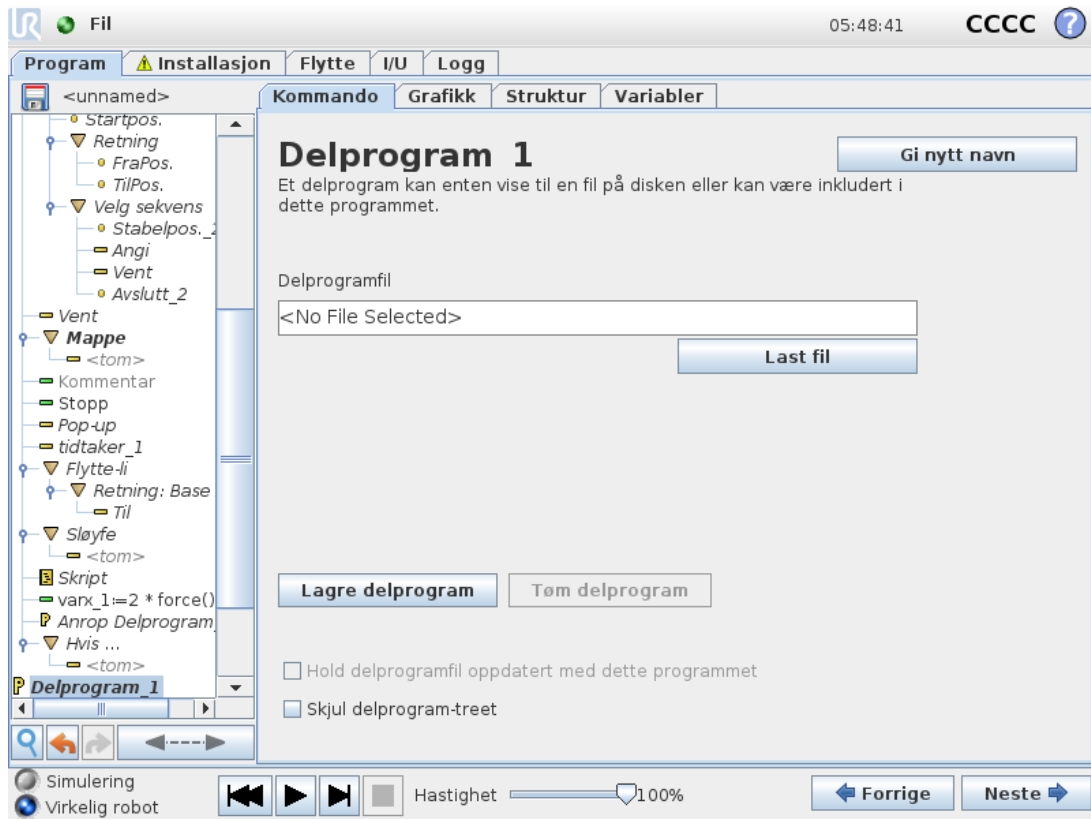 Fil
05:48:41
CCCC
?
Program
Installasjon
Flytte
I/U
Logg
<unnamed>
Kommando
Grafikk
Struktur
Variabler
Startpos.
Retning
FraPos.
TilPos.
Velg sekvens
Stabelpos._2
Angi
Vent
Avslutt_2
Vent
Mappe
<tom>
Kommentar
Stopp
Pop-up
tidtaker_1
Flytte-li
Retning: Base
Til
Sløyfe
<tom>
Skript
varx_1:=2 * force()
Anrop Delprogram_
Hvis ...
<tom>
P Delprogram_1
Delprogram 1
Gi nytt navn
Et delprogram kan enten vise til en fil på disken eller kan være inkludert i
dette programmet.
Delprogramfil
<No File Selected>
Last fil
Lagre delprogram
Tøm delprogram
Hold delprogramfil oppdatert med dette programmet
Skjul delprogram-treet
Simulering
Virkelig robot
Hastighet
100%
Forrige
Neste